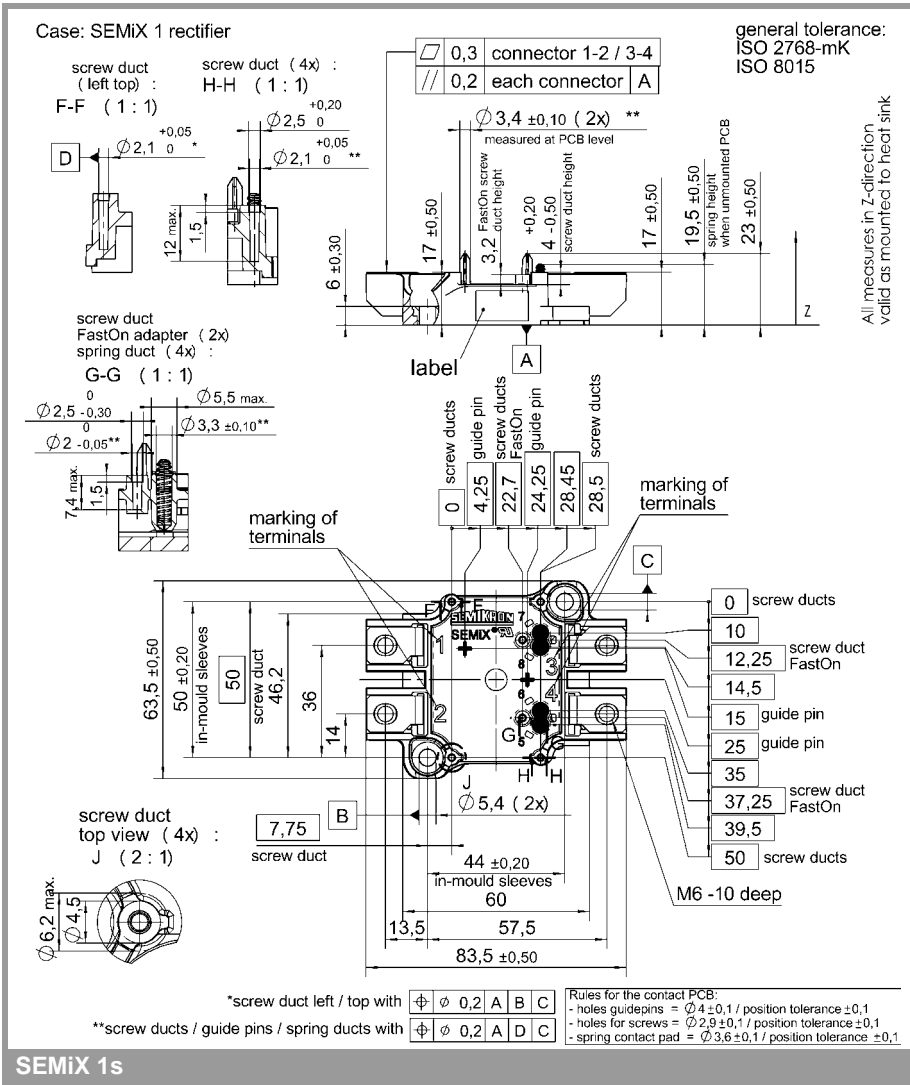 Case: SEMiX 1 rectifier
general tolerance:
ISO 2768-mK
ISO 8015
screw duct
( left top) :
F-F ( 1 : 1)
screw duct ( 4x) :
H-H ( 1 : 1)
⏥ 0,3 connector 1-2 / 3-4
// 0,2 each connector A
D
Ø2,1 +0,05 0 *
Ø2,5 +0,20 0
Ø2,1 +0,05 0 **
12 max.
1,5
Ø3,4 ±0,10 ( 2x) **
measured at PCB level
6 ±0,30
17 ±0,50
3,2 FastOn screw duct height
+0,20
4 -0,50
screw duct height
17 ±0,50
19,5 ±0,50
spring height
when unmounted PCB
23 ±0,50
Z
All measures in Z-direction
valid as mounted to heat sink
label
A
screw duct
FastOn adapter ( 2x)
spring duct ( 4x) :
G-G ( 1 : 1)
Ø2,5 0 -0,30
Ø5,5 max.
Ø2 0 -0,05**
Ø3,3 ±0,10**
7,4 max.
1,5
0 screw ducts
4,25 guide pin
22,7 screw ducts FastOn
24,25 guide pin
28,45
28,5 screw ducts
marking of
terminals
marking of
terminals
C
63,5 ±0,50
50 ±0,20
in-mould sleeves
50
screw duct
46,2
36
14
F F
SEMIKRON
SEMiX®
1
2
3
4
7
8
6
5
G
H H
J
0 screw ducts
10
12,25 screw duct FastOn
14,5
15 guide pin
25 guide pin
35
37,25 screw duct FastOn
39,5
50 screw ducts
M6 -10 deep
B
Ø5,4 ( 2x)
7,75
screw duct
44 ±0,20
in-mould sleeves
60
13,5
57,5
83,5 ±0,50
screw duct
top view ( 4x) :
J ( 2 : 1)
Ø6,2 max.
Ø4,5
*screw duct left / top with ⌖ ø 0,2 A B C
**screw ducts / guide pins / spring ducts with ⌖ ø 0,2 A D C
Rules for the contact PCB:
- holes guidepins = Ø4±0,1 / position tolerance ±0,1
- holes for screws = Ø2,9±0,1 / position tolerance ±0,1
- spring contact pad = Ø3,6±0,1 / position tolerance ±0,1
SEMiX 1s